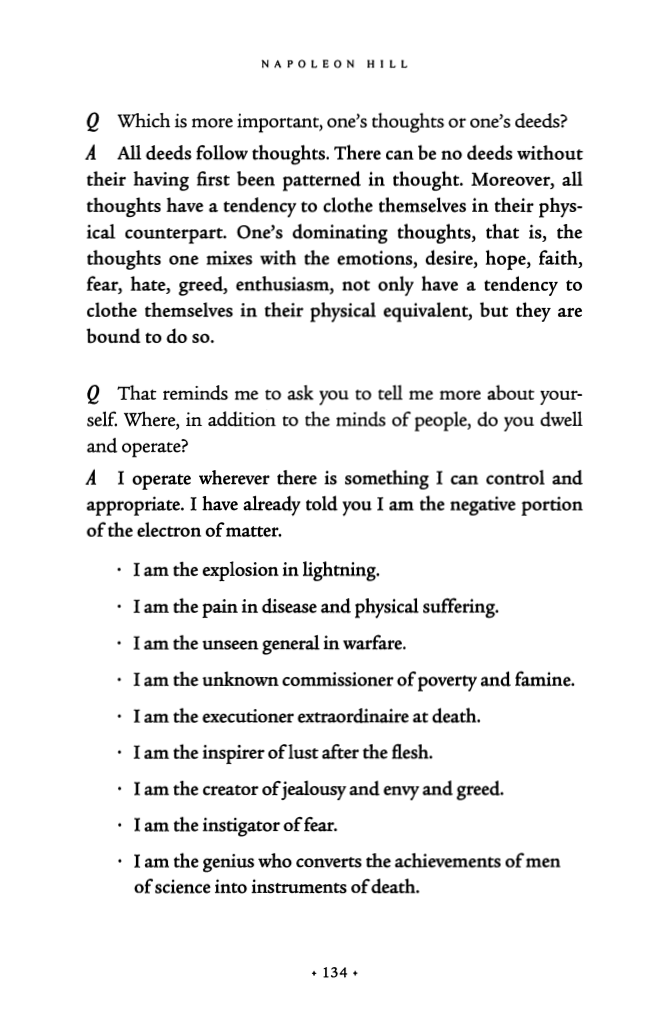 NAPOLEON HILL
Q Which is more important, one's thoughts or one's deeds?
A All deeds follow thoughts. There can be no deeds without
their having first been patterned in thought. Moreover, all
thoughts have a tendency to clothe themselves in their phys-
ical counterpart. One's dominating thoughts, that is, the
thoughts one mixes with the emotions, desire, hope, faith,
fear, hate, greed, enthusiasm, not only have a tendency to
clothe themselves in their physical equivalent, but they are
bound to do so.
Q That reminds me to ask you to tell me more about your-
self. Where, in addition to the minds of people, do you dwell
and operate?
A I operate wherever there is something I can control and
appropriate. I have already told you I am the negative portion
of the electron of matter.
· I am the explosion in lightning.
· I am the pain in disease and physical suffering.
· I am the unseen general in warfare.
· I am the unknown commissioner of poverty and famine.
· I am the executioner extraordinaire at death.
· I am the inspirer of lust after the flesh.
· I am the creator of jealousy and envy and greed.
· I am the instigator of fear.
· I am the genius who converts the achievements of men
of science into instruments of death.
• 134 •